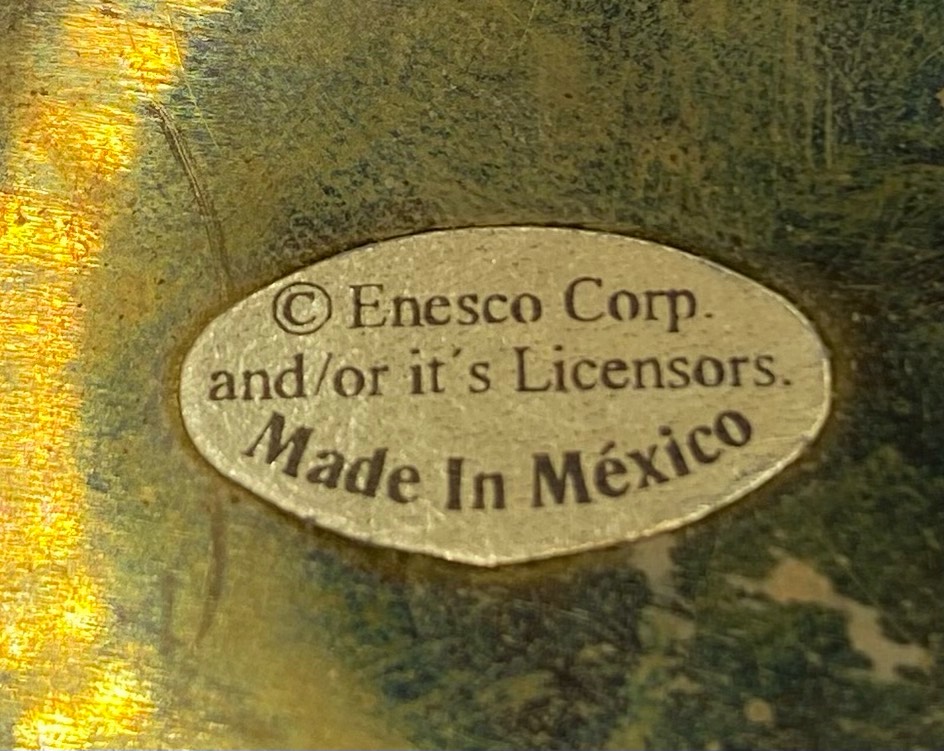 © Enesco Corp.
and/or it´s Licensors.
Made In México